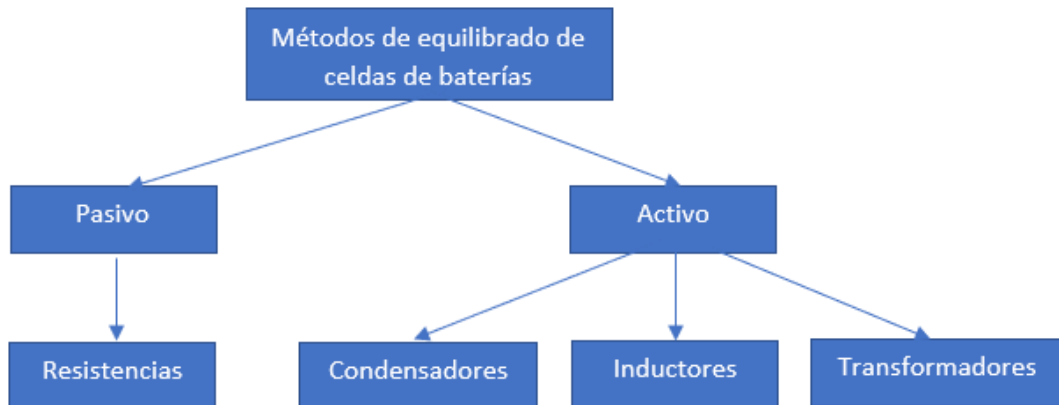 Métodos de equilibrado de
celdas de baterías
Pasivo
Activo
Resistencias
Condensadores
Inductores
Transformadores